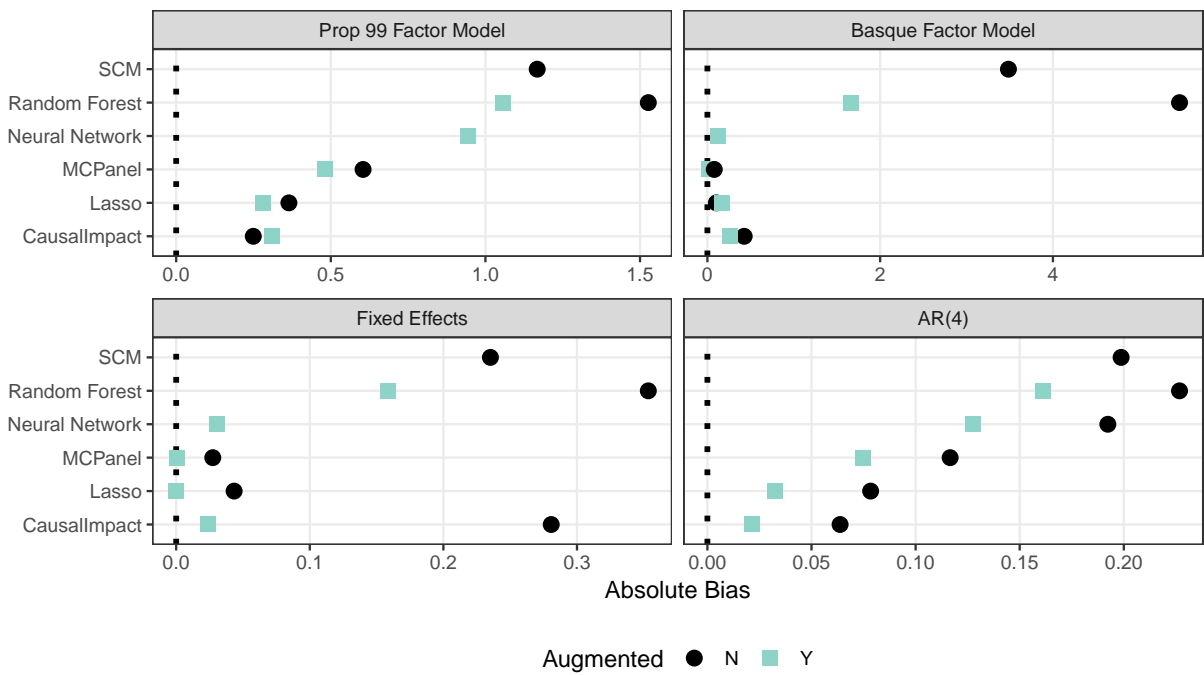 Prop 99 Factor Model
Basque Factor Model
SCM
Random Forest
Neural Network
MCPanel
Lasso
CausalImpact
0.0 0.5 1.0 1.5
0 2 4
Fixed Effects
AR(4)
SCM
Random Forest
Neural Network
MCPanel
Lasso
CausalImpact
0.0 0.1 0.2 0.3
0.00 0.05 0.10 0.15 0.20
Absolute Bias
Augmented N Y